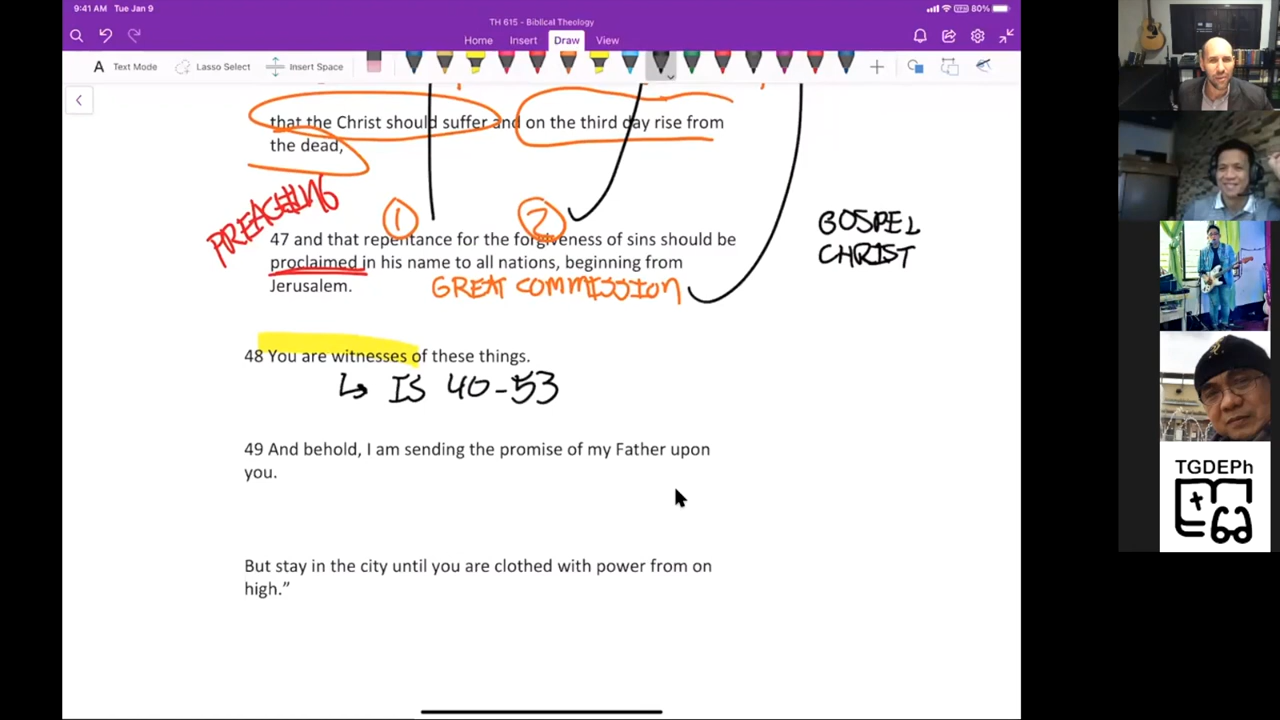 9:41 AM Tue Jan 9
80%
TH 615 - Biblical Theology
Home Insert Draw View
Text Mode Lasso Select Insert Space
that the Christ should suffer and on the third day rise from
the dead,
PREACHING
1 2
47 and that repentance for the forgiveness of sins should be
proclaimed in his name to all nations, beginning from
Jerusalem.
GREAT COMMISSION
GOSPEL
CHRIST
48 You are witnesses of these things.
↳ IS 40-53
49 And behold, I am sending the promise of my Father upon
you.
But stay in the city until you are clothed with power from on
high.”
TGDEPh